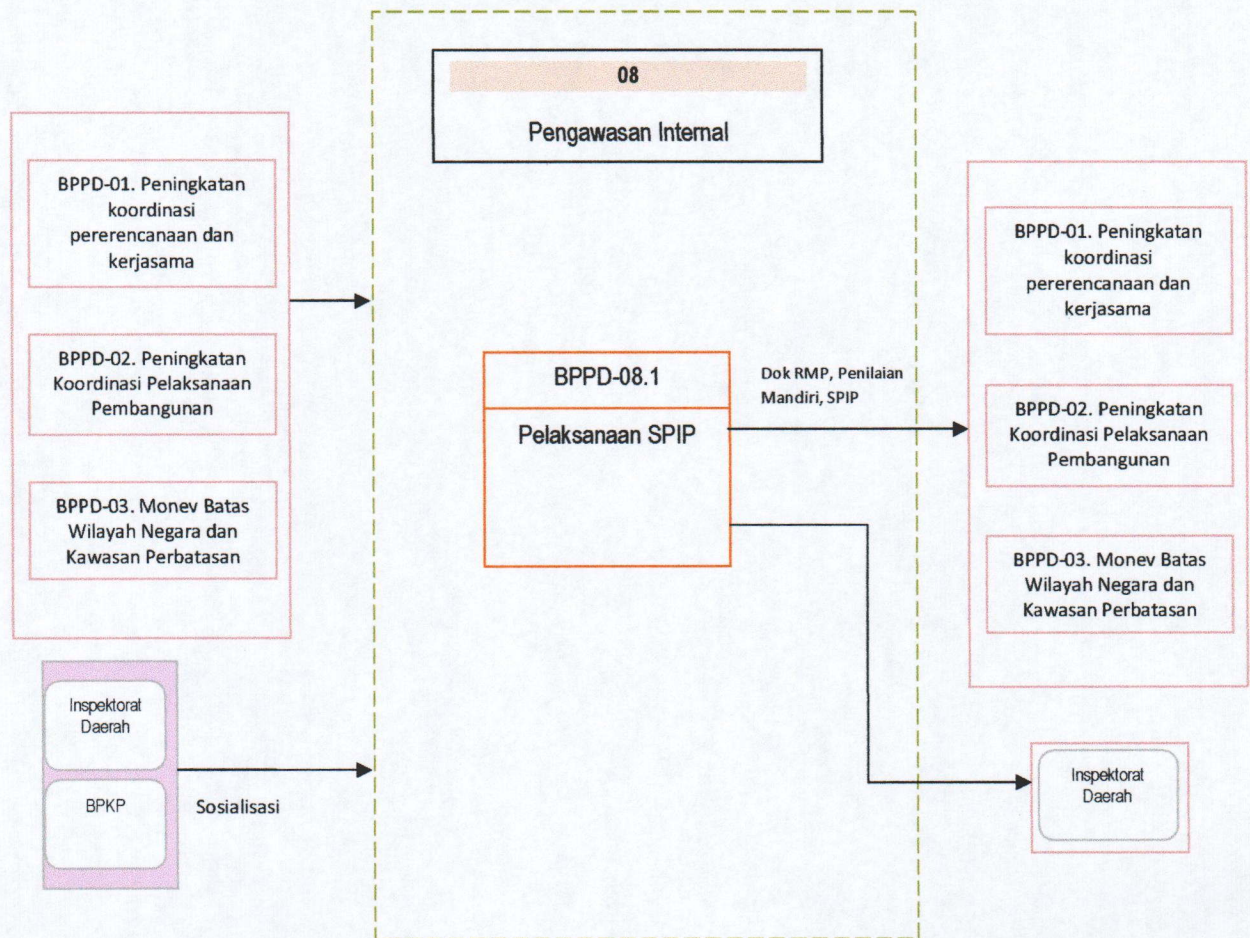 08
Pengawasan Internal
BPPD-01. Peningkatan
koordinasi
pererencanaan dan
kerjasama
BPPD-02. Peningkatan
Koordinasi Pelaksanaan
Pembangunan
BPPD-03. Monev Batas
Wilayah Negara dan
Kawasan Perbatasan
Inspektorat
Daerah
BPKP
Sosialisasi
BPPD-08.1
Pelaksanaan SPIP
Dok RMP, Penilaian
Mandiri, SPIP
BPPD-01. Peningkatan
koordinasi
pererencanaan dan
kerjasama
BPPD-02. Peningkatan
Koordinasi Pelaksanaan
Pembangunan
BPPD-03. Monev Batas
Wilayah Negara dan
Kawasan Perbatasan
Inspektorat
Daerah